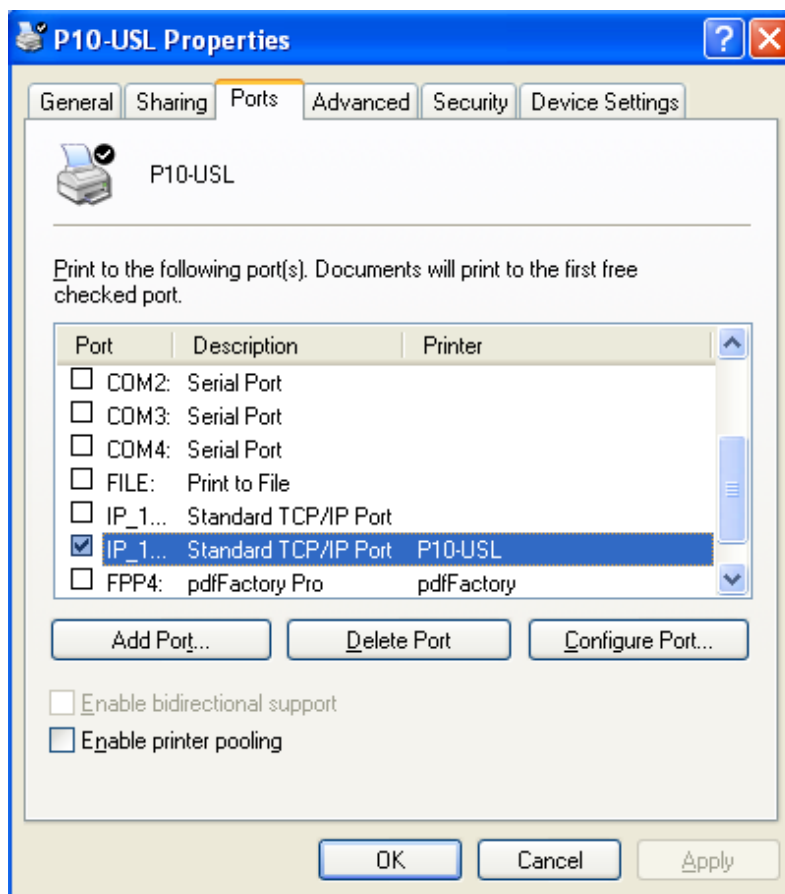 P10-USL Properties
General Sharing Ports Advanced Security Device Settings
P10-USL
Print to the following port(s). Documents will print to the first free
checked port.
Port Description Printer
COM2: Serial Port
COM3: Serial Port
COM4: Serial Port
FILE: Print to File
IP_1... Standard TCP/IP Port
IP_1... Standard TCP/IP Port P10-USL
FPP4: pdfFactory Pro pdfFactory
Add Port... Delete Port Configure Port...
Enable bidirectional support
Enable printer pooling
OK Cancel Apply